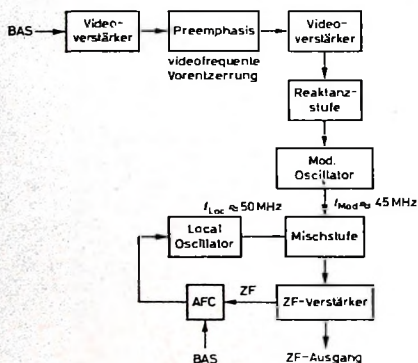 BAS
Video-
verstärker
Preemphasis
Video-
verstärker
videofrequente
Vorentzerrung
Reaktanz-
stufe
Mod.
Oscillator
fLoc ≈ 50 MHz
fMod ≈ 45 MHz
Local
Oscillator
Mischstufe
AFC
ZF
ZF-Verstärker
BAS
ZF-Ausgang